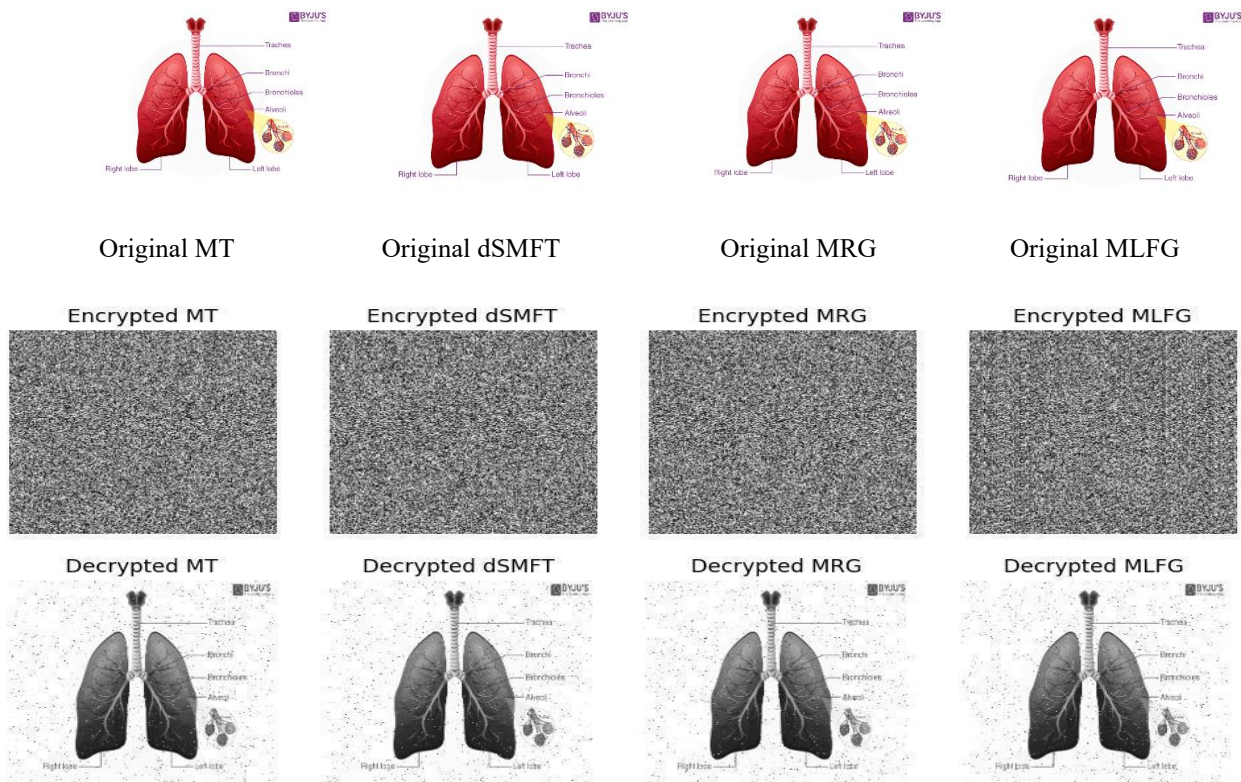 BYJU'S
Trachea
Bronchi
Bronchioles
Alveoli
Right lobe
Left lobe
BYJU'S
Trachea
Bronchi
Bronchioles
Alveoli
Right lobe
Left lobe
BYJU'S
Trachea
Bronchi
Bronchioles
Alveoli
Right lobe
Left lobe
BYJU'S
Trachea
Bronchi
Bronchioles
Alveoli
Right lobe
Left lobe
Original MT
Original dSMFT
Original MRG
Original MLFG
Encrypted MT
Encrypted dSMFT
Encrypted MRG
Encrypted MLFG
Decrypted MT
Decrypted dSMFT
Decrypted MRG
Decrypted MLFG
BYJU'S
Trachea
Bronchi
Bronchioles
Alveoli
Right lobe
Left lobe
BYJU'S
Trachea
Bronchi
Bronchioles
Alveoli
Right lobe
Left lobe
BYJU'S
Trachea
Bronchi
Bronchioles
Alveoli
Right lobe
Left lobe
BYJU'S
Trachea
Bronchi
Bronchioles
Alveoli
Right lobe
Left lobe